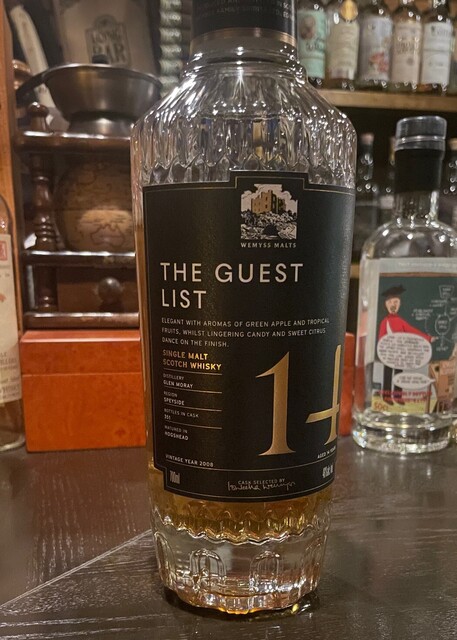 WEMYSS MALTS
THE GUEST
LIST
ELEGANT WITH AROMAS OF GREEN APPLE AND TROPICAL
FRUITS, WHILST LINGERING CANDY AND SWEET CITRUS
DANCE ON THE FINISH.
SINGLE MALT
SCOTCH WHISKY
DISTILLERY
GLEN MORAY
REGION
SPEYSIDE
BOTTLES IN CASK
MATURED IN
HOGSHEAD
14
VINTAGE YEAR 2008
700ml
CASK SELECTED BY